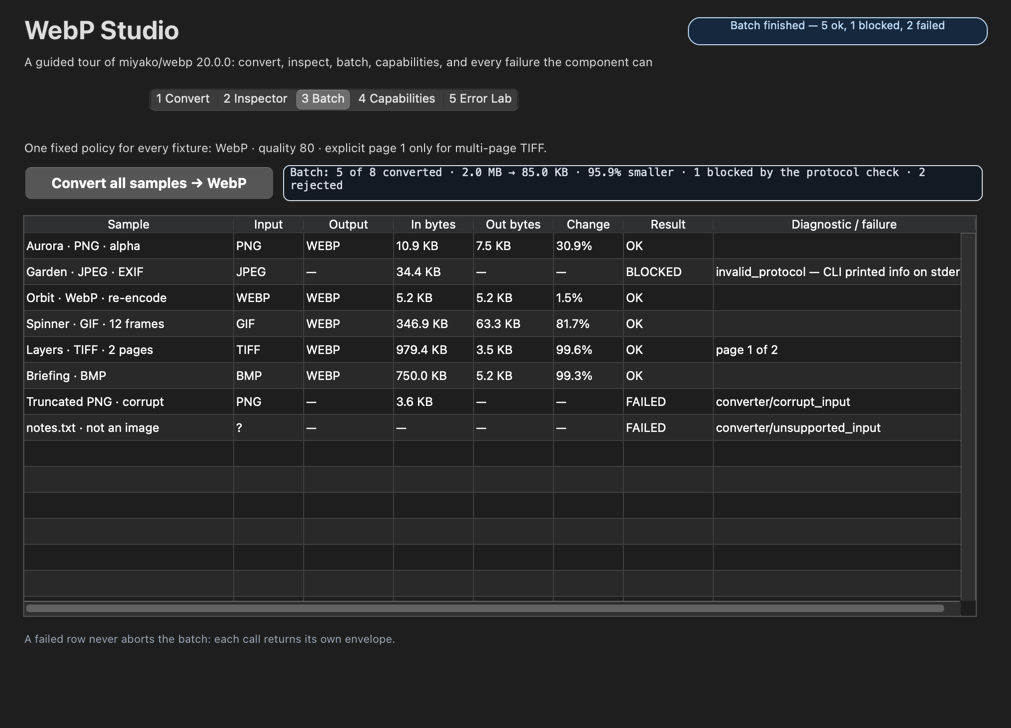 WebP Studio
Batch finished — 5 ok, 1 blocked, 2 failed
A guided tour of miyako/webp 20.0.0: convert, inspect, batch, capabilities, and every failure the component can
1 Convert 2 Inspector 3 Batch 4 Capabilities 5 Error Lab
One fixed policy for every fixture: WebP · quality 80 · explicit page 1 only for multi-page TIFF.
Convert all samples → WebP
Batch: 5 of 8 converted · 2.0 MB → 85.0 KB · 95.9% smaller · 1 blocked by the protocol check · 2
rejected
Sample Input Output In bytes Out bytes Change Result Diagnostic / failure
Aurora · PNG · alpha PNG WEBP 10.9 KB 7.5 KB 30.9% OK
Garden · JPEG · EXIF JPEG — 34.4 KB — — BLOCKED invalid_protocol — CLI printed info on stder
Orbit · WebP · re-encode WEBP WEBP 5.2 KB 5.2 KB 1.5% OK
Spinner · GIF · 12 frames GIF WEBP 346.9 KB 63.3 KB 81.7% OK
Layers · TIFF · 2 pages TIFF WEBP 979.4 KB 3.5 KB 99.6% OK page 1 of 2
Briefing · BMP BMP WEBP 750.0 KB 5.2 KB 99.3% OK
Truncated PNG · corrupt PNG — 3.6 KB — — FAILED converter/corrupt_input
notes.txt · not an image ? — — — — FAILED converter/unsupported_input
A failed row never aborts the batch: each call returns its own envelope.